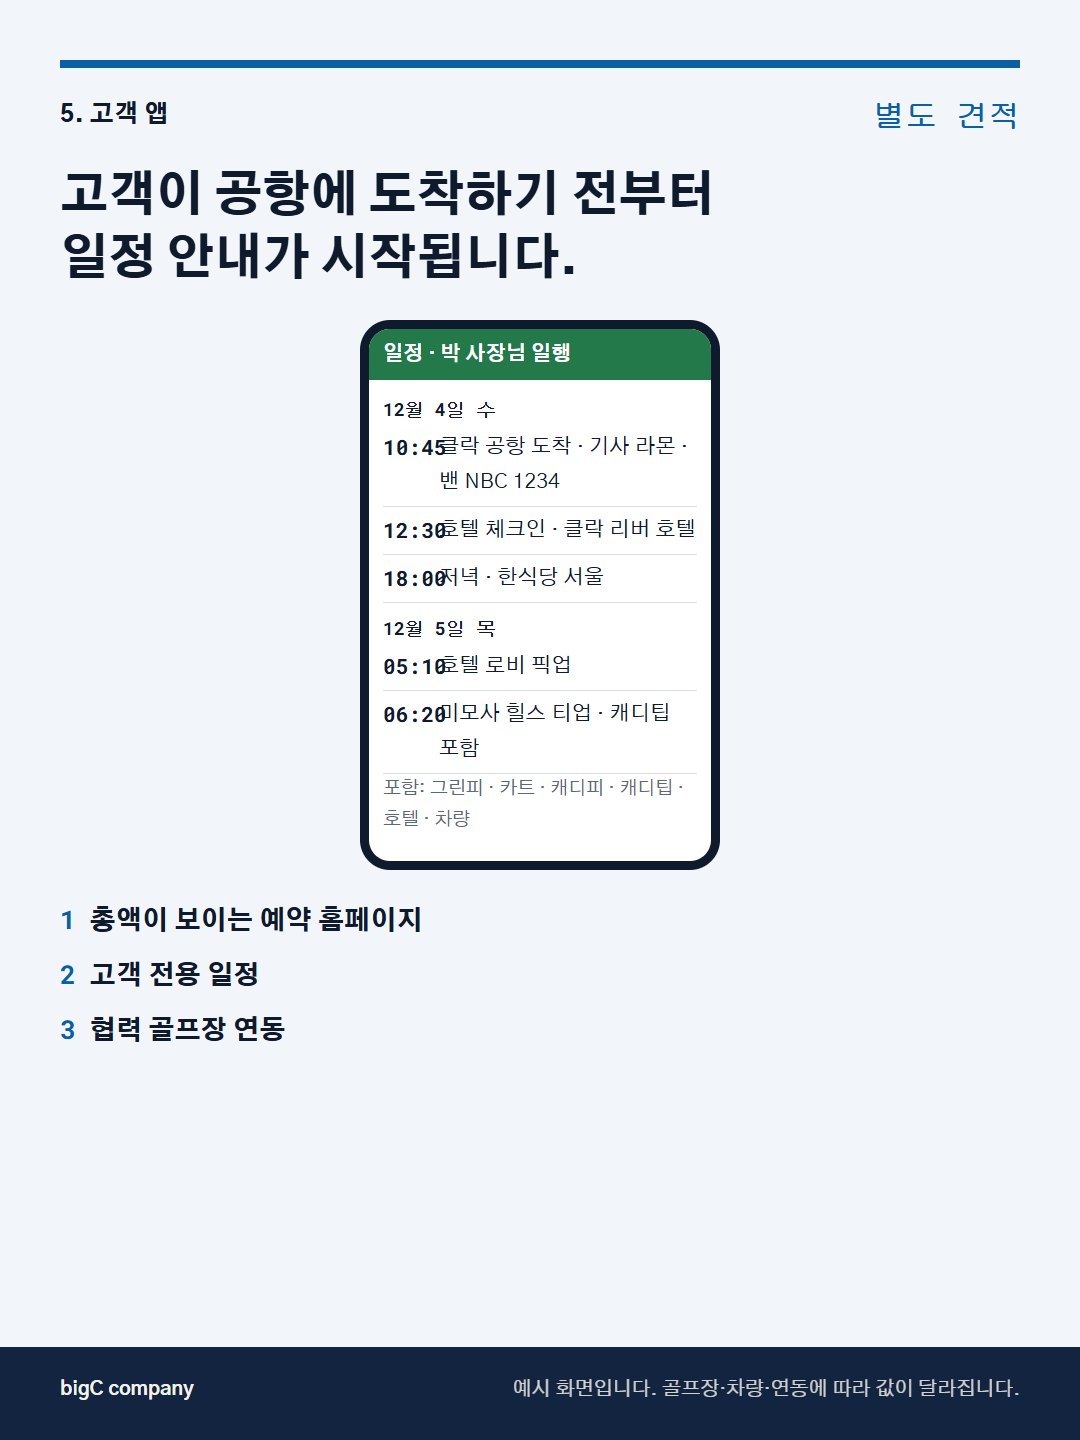 5. 고객 앱
별도 견적
고객이 공항에 도착하기 전부터
일정 안내가 시작됩니다.
일정 · 박 사장님 일행
12월 4일 수
10:45 클락 공항 도착 · 기사 라몬 ·
밴 NBC 1234
12:30 호텔 체크인 · 클락 리버 호텔
18:00 저녁 · 한식당 서울
12월 5일 목
05:10 호텔 로비 픽업
06:20 미모사 힐스 티업 · 캐디팁
포함
포함: 그린피 · 카트 · 캐디피 · 캐디팁 ·
호텔 · 차량
1 총액이 보이는 예약 홈페이지
2 고객 전용 일정
3 협력 골프장 연동
bigC company
예시 화면입니다. 골프장·차량·연동에 따라 값이 달라집니다.